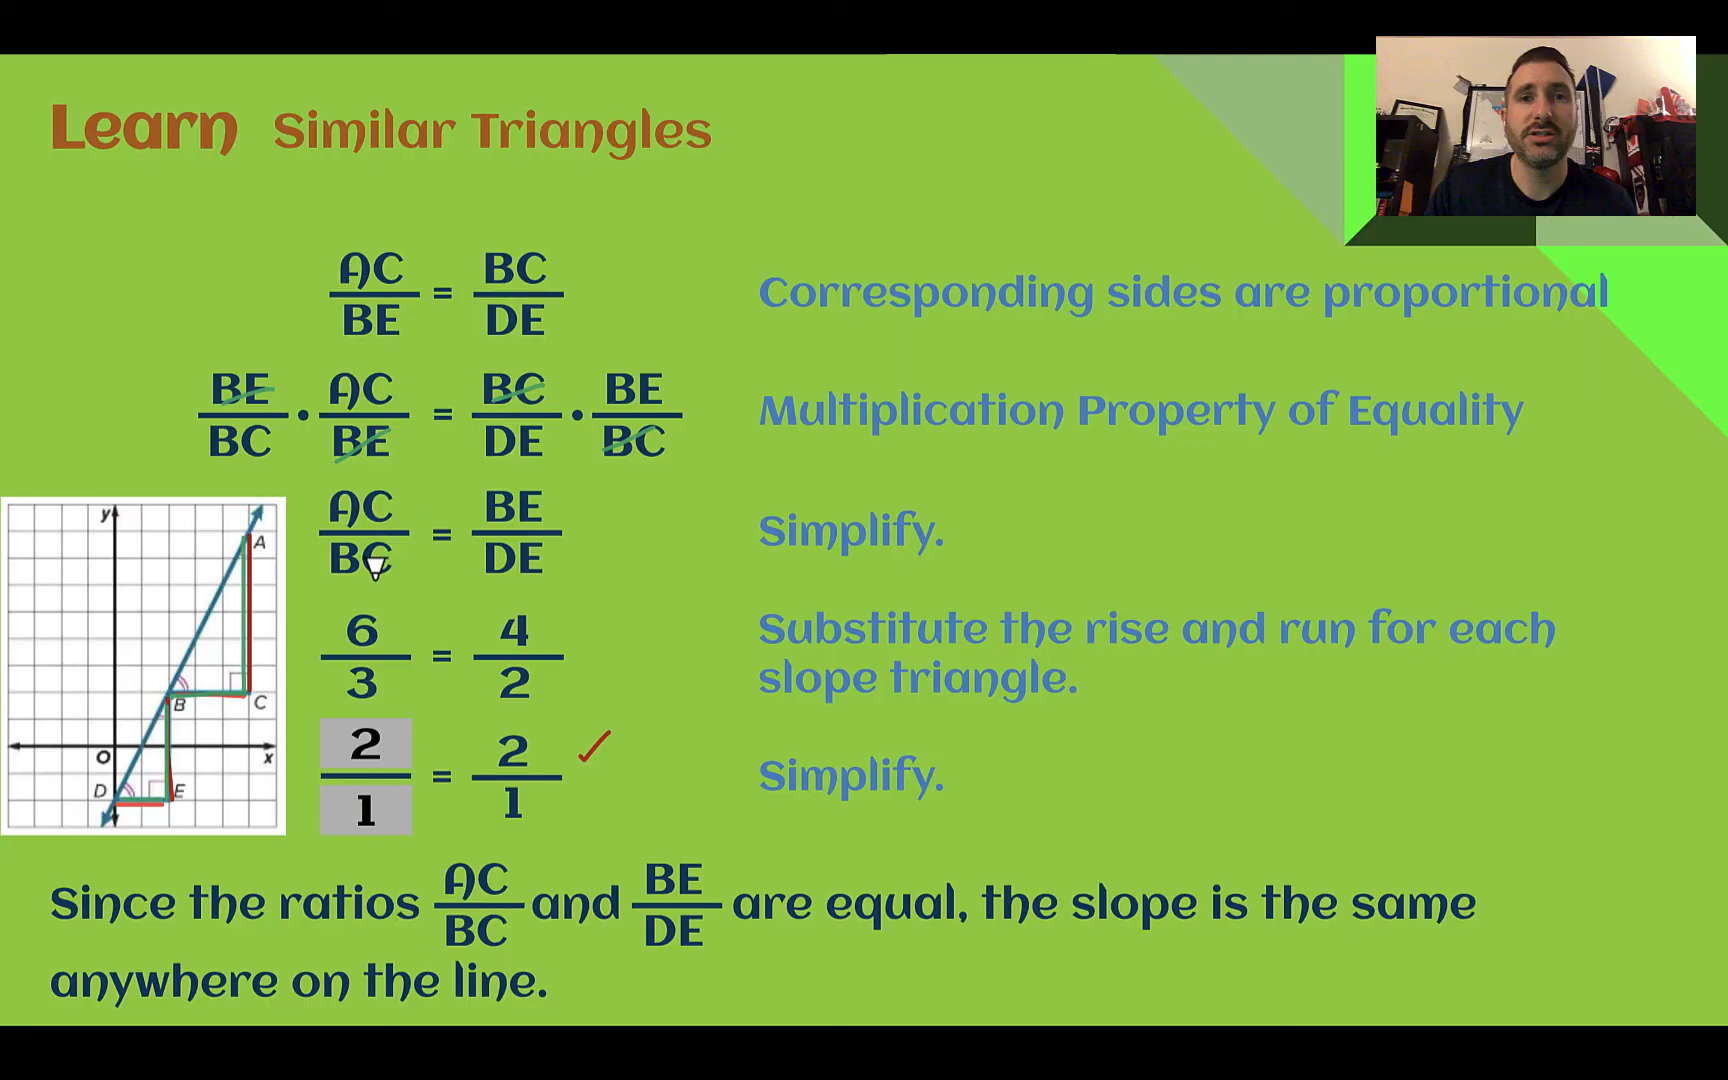 Learn Similar Triangles
AC/BE = BC/DE Corresponding sides are proportional
BE/BC • AC/BE = BC/DE • BE/BC Multiplication Property of Equality
AC/BC = BE/DE Simplify.
6/3 = 4/2 Substitute the rise and run for each
slope triangle.
2/1 = 2/1 ✓ Simplify.
y
A
B
C
O
x
D
E
Since the ratios AC/BC and BE/DE are equal, the slope is the same
anywhere on the line.